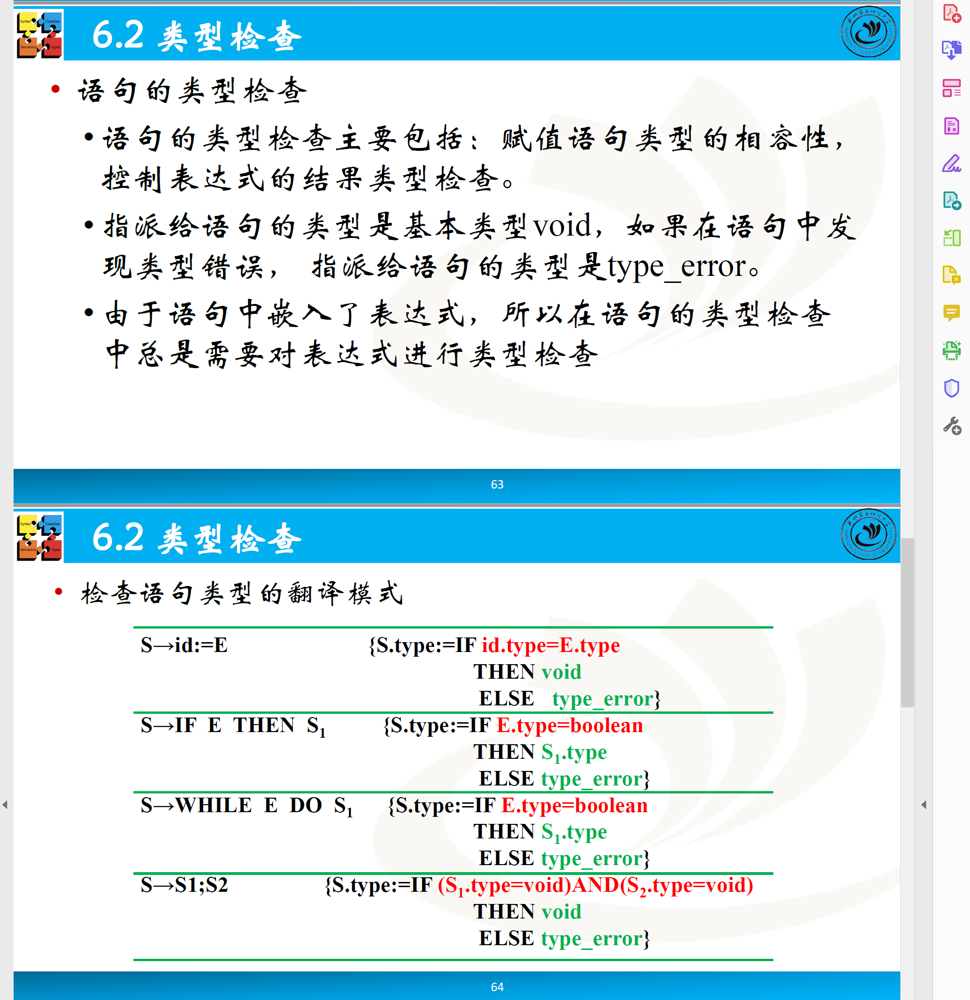 Syntax CodeGen
Semantics Types
6.2 类型检查
• 语句的类型检查
• 语句的类型检查主要包括：赋值语句类型的相容性，
控制表达式的结果类型检查。
• 指派给语句的类型是基本类型void，如果在语句中发
现类型错误，指派给语句的类型是type_error。
• 由于语句中嵌入了表达式，所以在语句的类型检查
中总是需要对表达式进行类型检查
63
Syntax CodeGen
Semantics Types
6.2 类型检查
• 检查语句类型的翻译模式
S→id:=E {S.type:=IF id.type=E.type
THEN void
ELSE type_error}
S→IF E THEN S₁ {S.type:=IF E.type=boolean
THEN S₁.type
ELSE type_error}
S→WHILE E DO S₁ {S.type:=IF E.type=boolean
THEN S₁.type
ELSE type_error}
S→S1;S2 {S.type:=IF (S₁.type=void)AND(S₂.type=void)
THEN void
ELSE type_error}
64